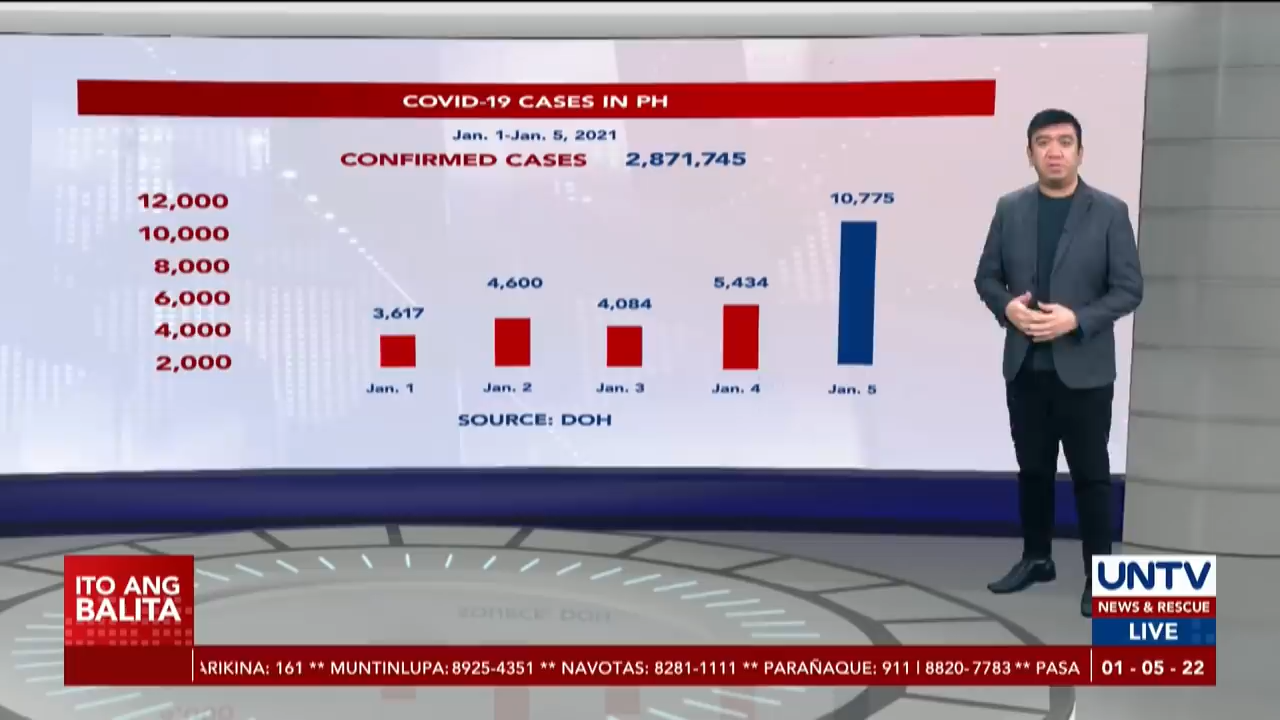 COVID-19 CASES IN PH
Jan. 1-Jan. 5, 2021
CONFIRMED CASES 2,871,745
12,000
10,000
8,000
6,000
4,000
2,000
3,617
4,600
4,084
5,434
10,775
Jan. 1
Jan. 2
Jan. 3
Jan. 4
Jan. 5
SOURCE: DOH
ITO ANG
BALITA
UNTV
NEWS & RESCUE
LIVE
ARIKINA: 161 ** MUNTINLUPA: 8925-4351 ** NAVOTAS: 8281-1111 ** PARAÑAQUE: 911 | 8820-7783 ** PASA
01 - 05 - 22